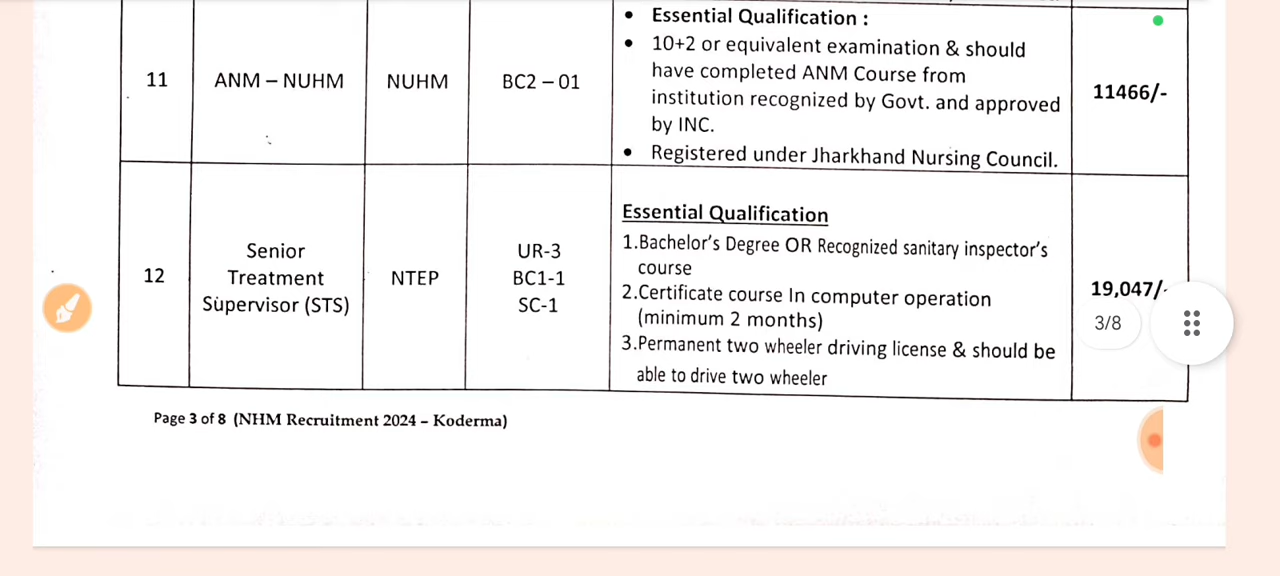 • Essential Qualification :
• 10+2 or equivalent examination & should
have completed ANM Course from
institution recognized by Govt. and approved
by INC.
• Registered under Jharkhand Nursing Council.
11
ANM – NUHM
NUHM
BC2 – 01
11466/-
12
Senior
Treatment
Supervisor (STS)
NTEP
UR-3
BC1-1
SC-1
Essential Qualification
1.Bachelor's Degree OR Recognized sanitary inspector's
course
2.Certificate course In computer operation
(minimum 2 months)
3.Permanent two wheeler driving license & should be
able to drive two wheeler
19,047/-
3/8
Page 3 of 8 (NHM Recruitment 2024 – Koderma)